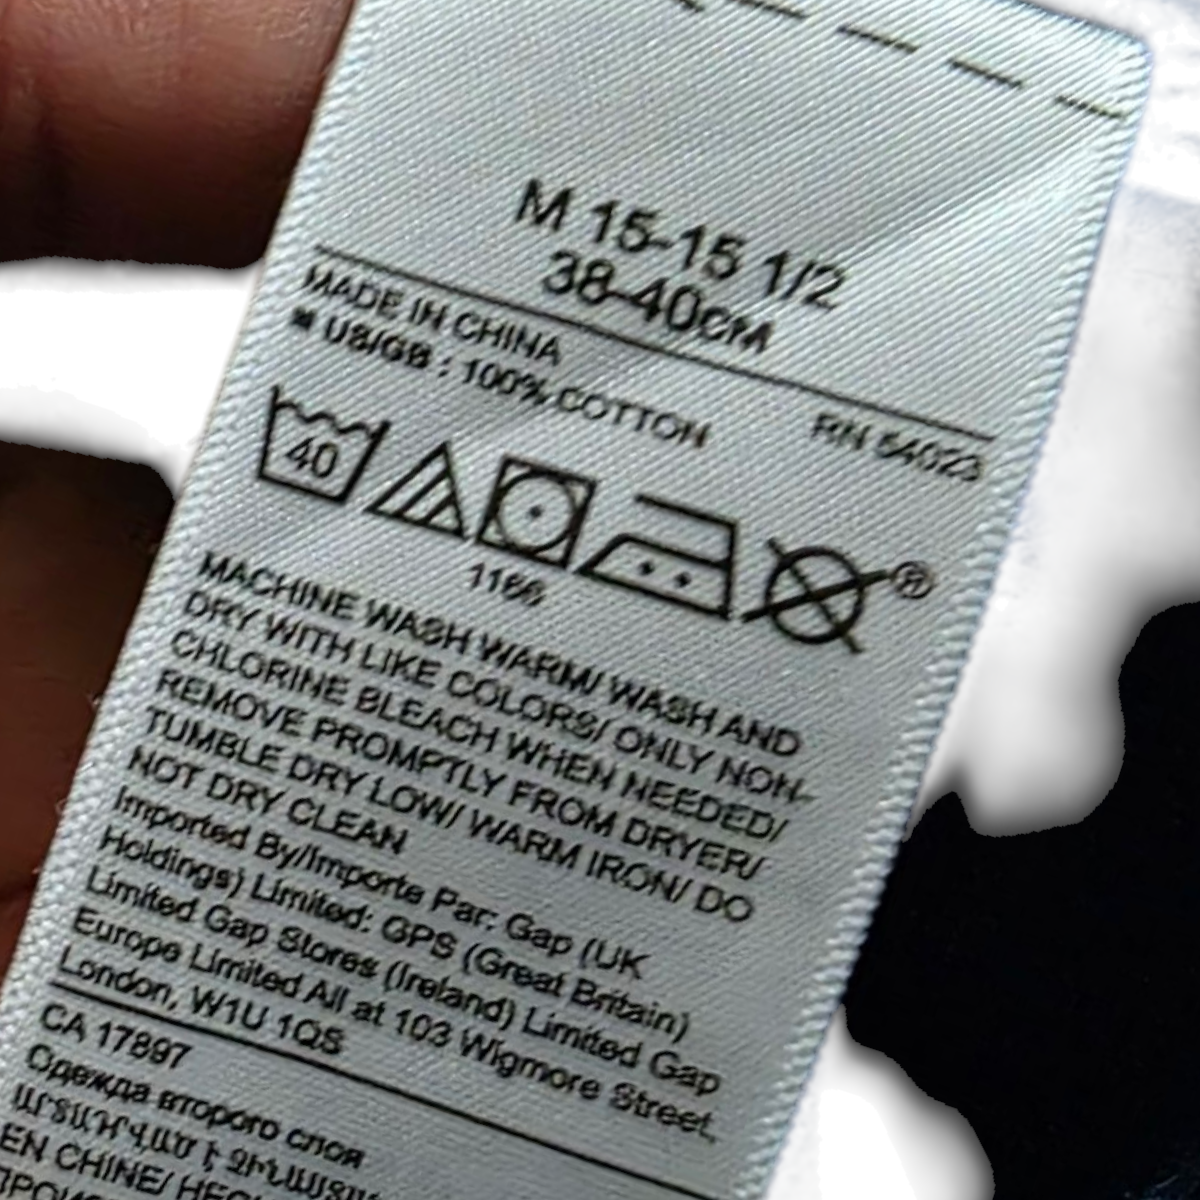 M 15-15 1/2
38-40CM
MADE IN CHINA
RN 54023
■ US/GB : 100% COTTON
40
1166
®
MACHINE WASH WARM/ WASH AND
DRY WITH LIKE COLORS/ ONLY NON-
CHLORINE BLEACH WHEN NEEDED/
REMOVE PROMPTLY FROM DRYER/
TUMBLE DRY LOW/ WARM IRON/ DO
NOT DRY CLEAN
Imported By/Importe Par: Gap (UK
Holdings) Limited: GPS (Great Britain)
Limited Gap Stores (Ireland) Limited Gap
Europe Limited All at 103 Wigmore Street,
London, W1U 1QS
CA 17897
Одежда второго слоя
ԱՐՏԱԴՐՎԱԾ Է
EN CHINE/